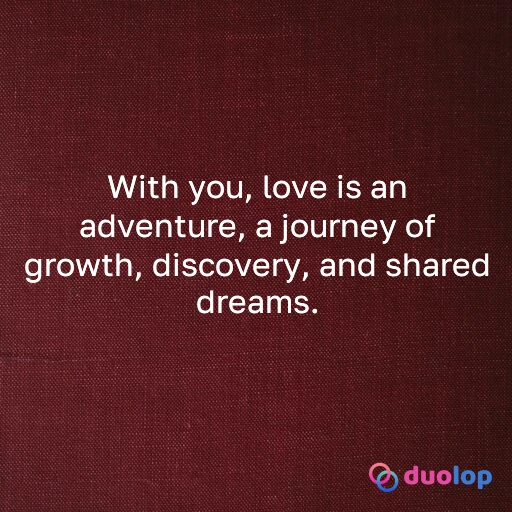 With you, love is an
adventure, a journey of
growth, discovery, and shared
dreams.
duolop